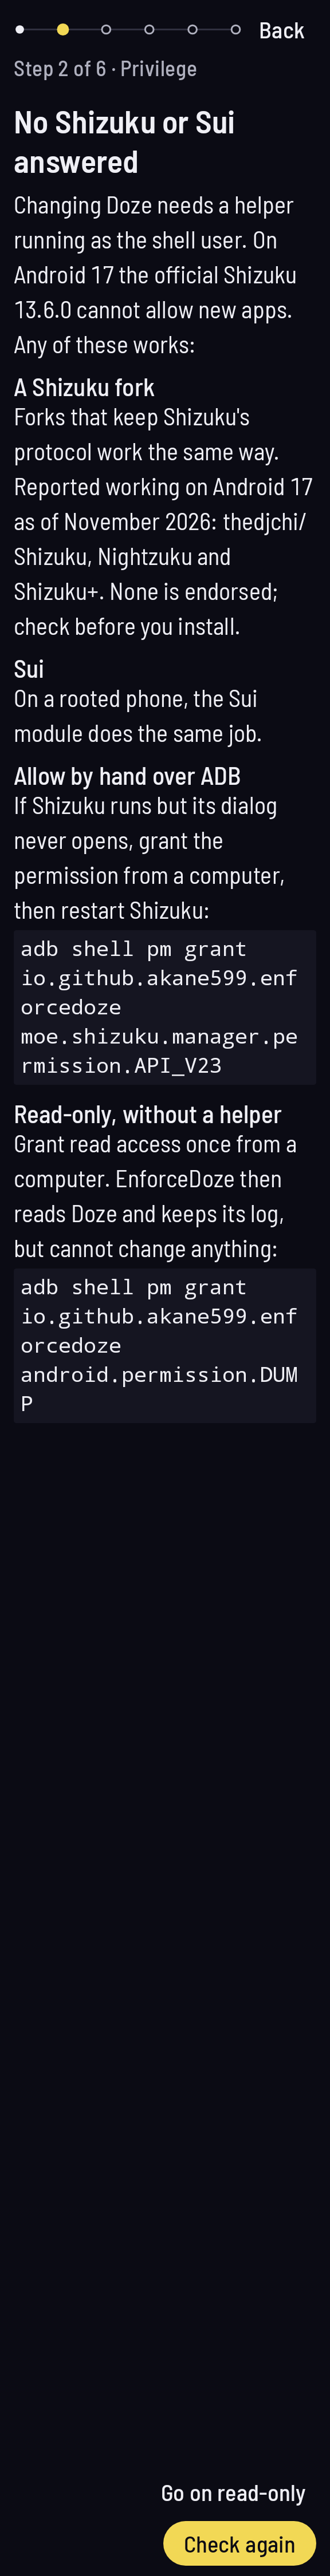 Back
Step 2 of 6 · Privilege
No Shizuku or Sui
answered
Changing Doze needs a helper
running as the shell user. On
Android 17 the official Shizuku
13.6.0 cannot allow new apps.
Any of these works:
A Shizuku fork
Forks that keep Shizuku's
protocol work the same way.
Reported working on Android 17
as of November 2026: thedjchi/
Shizuku, Nightzuku and
Shizuku+. None is endorsed;
check before you install.
Sui
On a rooted phone, the Sui
module does the same job.
Allow by hand over ADB
If Shizuku runs but its dialog
never opens, grant the
permission from a computer,
then restart Shizuku:
adb shell pm grant
io.github.akane599.enf
orcedoze
moe.shizuku.manager.pe
rmission.API_V23
Read-only, without a helper
Grant read access once from a
computer. EnforceDoze then
reads Doze and keeps its log,
but cannot change anything:
adb shell pm grant
io.github.akane599.enf
orcedoze
android.permission.DUM
P
Go on read-only
Check again